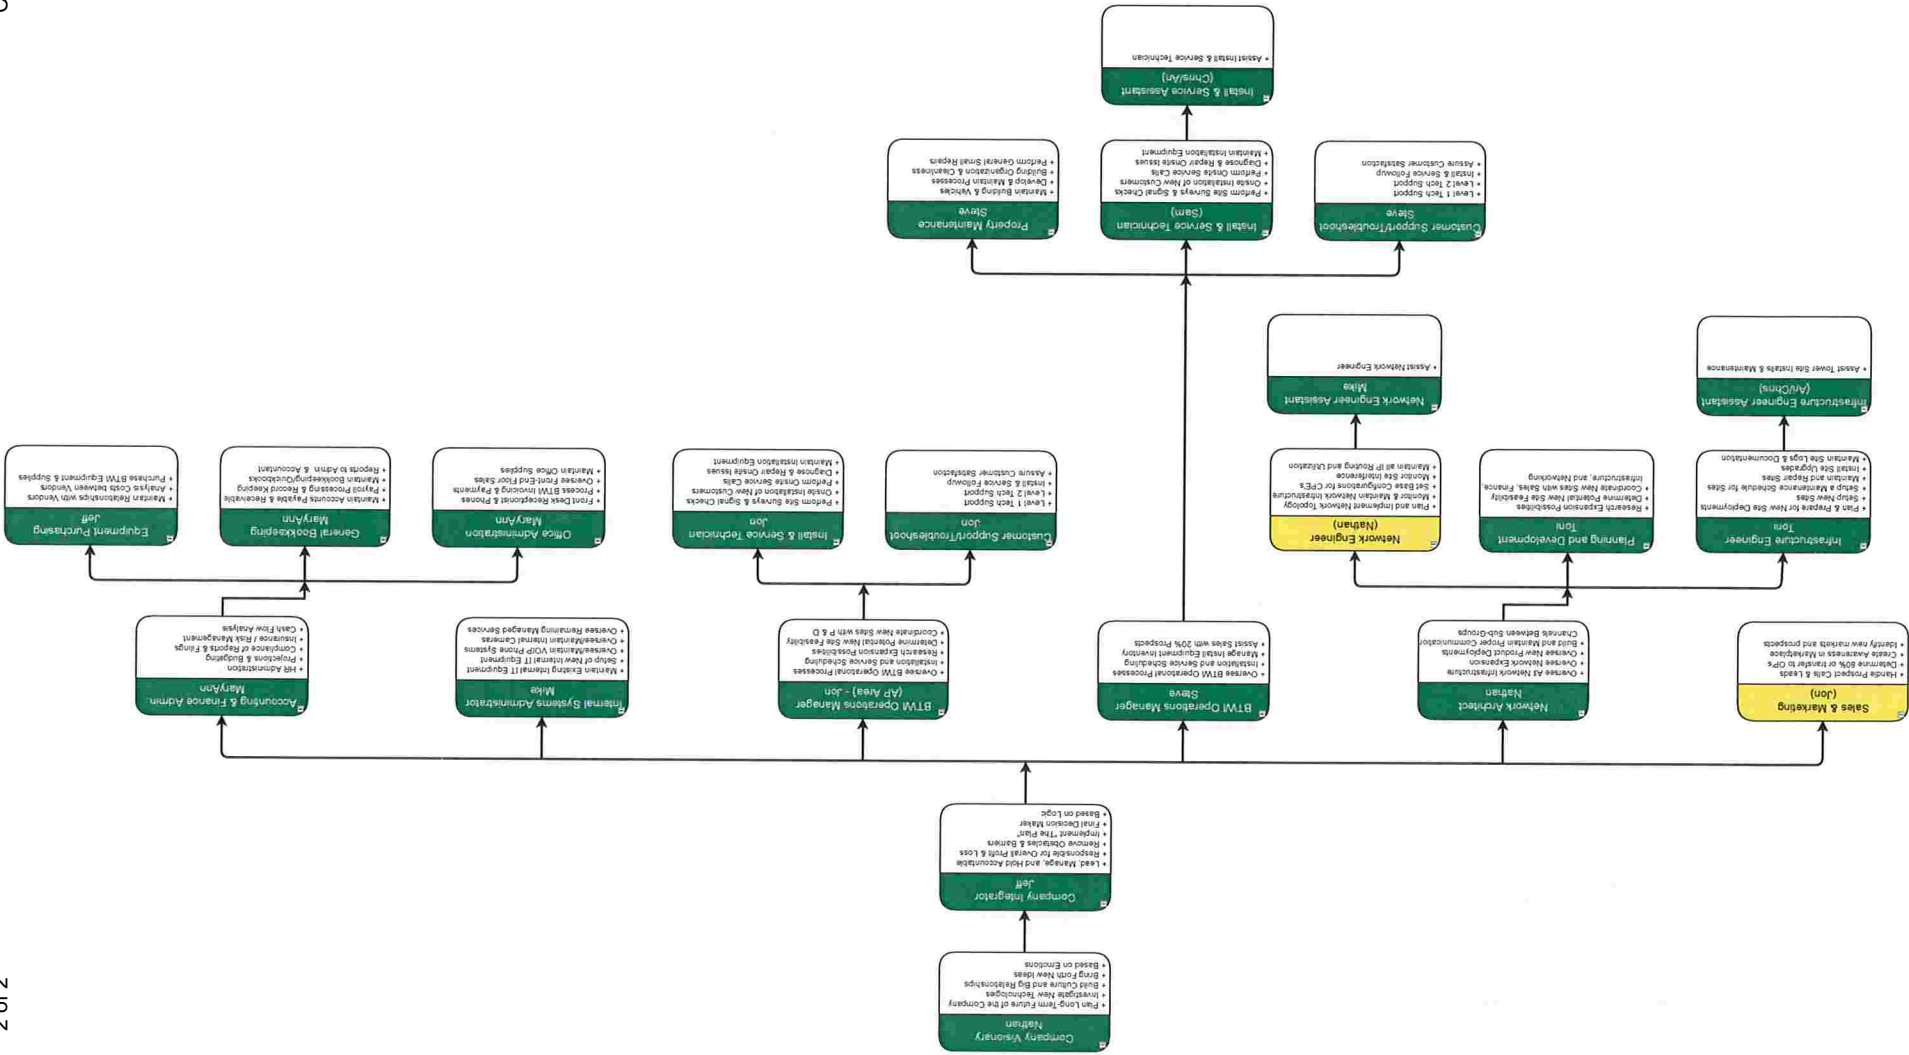 Company Visionary
Nathan
+ Plan Long-Term Future of the Company
+ Investigate New Technologies
+ Build Culture and Big Relationships
+ Bring Forth New Ideas
+ Based on Emotions
Company Integrator
Jeff
+ Lead, Manage, and Hold Accountable
+ Responsible for Overall Profit & Loss
+ Remove Obstacles & Barriers
+ Implement "The Plan"
+ Final Decision Maker
+ Based on Logic
Sales & Marketing
(Jon)
+ Handle Prospect Calls & Leads
+ Determine 80% or transfer to OPs
+ Create Awareness in Marketplace
+ Identify new markets and prospects
Network Architect
Nathan
+ Oversee All Network Infrastructure
+ Oversee Network Expansion
+ Oversee New Product Deployments
+ Build and Maintain Proper Communication
Channels Between Sub-Groups
BTWI Operations Manager
Steve
+ Oversee BTWI Operational Processes
+ Installation and Service Scheduling
+ Manage Install Equipment Inventory
+ Assist Sales with 20% Prospects
BTWI Operations Manager
(AP Area) - Jon
+ Oversee BTWI Operational Processes
+ Installation and Service Scheduling
+ Research Expansion Possibilities
+ Determine Potential New Site Feasibility
+ Coordinate New Sites with P & D
Internal Systems Administrator
Mike
+ Maintain Existing Internal IT Equipment
+ Setup of New Internal IT Equipment
+ Oversee/Maintain VOIP Phone Systems
+ Oversee/Maintain Internal Cameras
+ Oversee Remaining Managed Services
Accounting & Finance Admin.
MaryAnn
+ HR Administration
+ Projections & Budgeting
+ Compliance of Reports & Filings
+ Insurance / Risk Management
+ Cash Flow Analysis
Infrastructure Engineer
Toni
+ Plan & Prepare for New Site Deployments
+ Setup New Sites
+ Setup a Maintenance Schedule for Sites
+ Maintain and Repair Sites
+ Install Site Upgrades
+ Maintain Site Logs & Documentation
Planning and Development
Toni
+ Research Expansion Possibilities
+ Determine Potential New Site Feasibility
+ Coordinate New Sites with Sales, Finance,
Infrastructure, and Networking
Network Engineer
(Nathan)
+ Plan and Implement Network Topology
+ Monitor & Maintain Network Infrastructure
+ Set Base Configurations for CPE's
+ Monitor Site Interference
+ Maintain all IP Routing and Utilization
Customer Support/Troubleshoot
Jon
+ Level 1 Tech Support
+ Level 2 Tech Support
+ Install & Service Followup
+ Assure Customer Satisfaction
Install & Service Technician
Jon
+ Perform Site Surveys & Signal Checks
+ Onsite Installation of New Customers
+ Perform Onsite Service Calls
+ Diagnose & Repair Onsite Issues
+ Maintain Installation Equipment
Office Administration
MaryAnn
+ Front Desk Receptionist & Phones
+ Process BTWI Invoicing & Payments
+ Oversee Front-End Floor Sales
+ Maintain Office Supplies
General Bookkeeping
MaryAnn
+ Maintain Accounts Payable & Receivable
+ Payroll Processing & Record Keeping
+ Maintain Bookkeeping/Quickbooks
+ Reports to Admin & Accountant
Equipment Purchasing
Jeff
+ Maintain Relationships with Vendors
+ Analysis Costs between Vendors
+ Purchase BTWI Equipment & Supplies
Infrastructure Engineer Assistant
(Ari/Chris)
+ Assist Tower Site Installs & Maintenance
Network Engineer Assistant
Mike
+ Assist Network Engineer
Customer Support/Troubleshoot
Steve
+ Level 1 Tech Support
+ Level 2 Tech Support
+ Install & Service Followup
+ Assure Customer Satisfaction
Install & Service Technician
(Sam)
+ Perform Site Surveys & Signal Checks
+ Onsite Installation of New Customers
+ Perform Onsite Service Calls
+ Diagnose & Repair Onsite Issues
+ Maintain Installation Equipment
Property Maintenance
Steve
+ Maintain Building & Vehicles
+ Develop & Maintain Processes
+ Building Organization & Cleanliness
+ Perform General Small Repairs
Install & Service Assistant
(Chris/Ari)
+ Assist Install & Service Technician
2 of 2